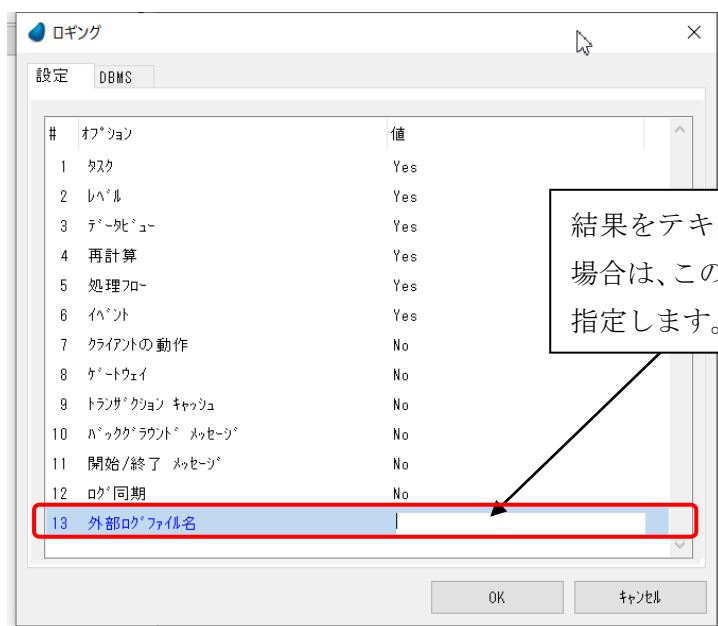 ロギング
設定 DBMS
# ｵﾌﾟｼｮﾝ 値
1 ﾀｽｸ Yes
2 ﾚﾍﾞﾙ Yes
3 ﾃﾞｰﾀﾋﾞｭｰ Yes
4 再計算 Yes
5 処理ﾌﾛｰ Yes
6 ｲﾍﾞﾝﾄ Yes
7 ｸﾗｲｱﾝﾄの動作 No
8 ｹﾞｰﾄｳｪｲ No
9 ﾄﾗﾝｻﾞｸｼｮﾝ ｷｬｯｼｭ No
10 ﾊﾞｯｸｸﾞﾗｳﾝﾄﾞ ﾒｯｾｰｼﾞ No
11 開始/終了 ﾒｯｾｰｼﾞ No
12 ﾛｸﾞ同期 No
13 外部ﾛｸﾞﾌｧｲﾙ名
結果をテキ
場合は、この
指定します。
OK ｷｬﾝｾﾙ